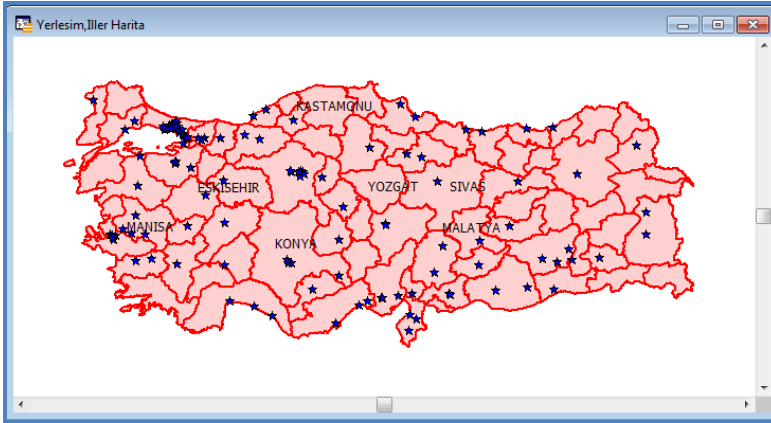 Yerlesim,Iller Harita
KASTAMONU
ESKISEHIR
YOZGAT
SIVAS
MANISA
MALATYA
KONYA